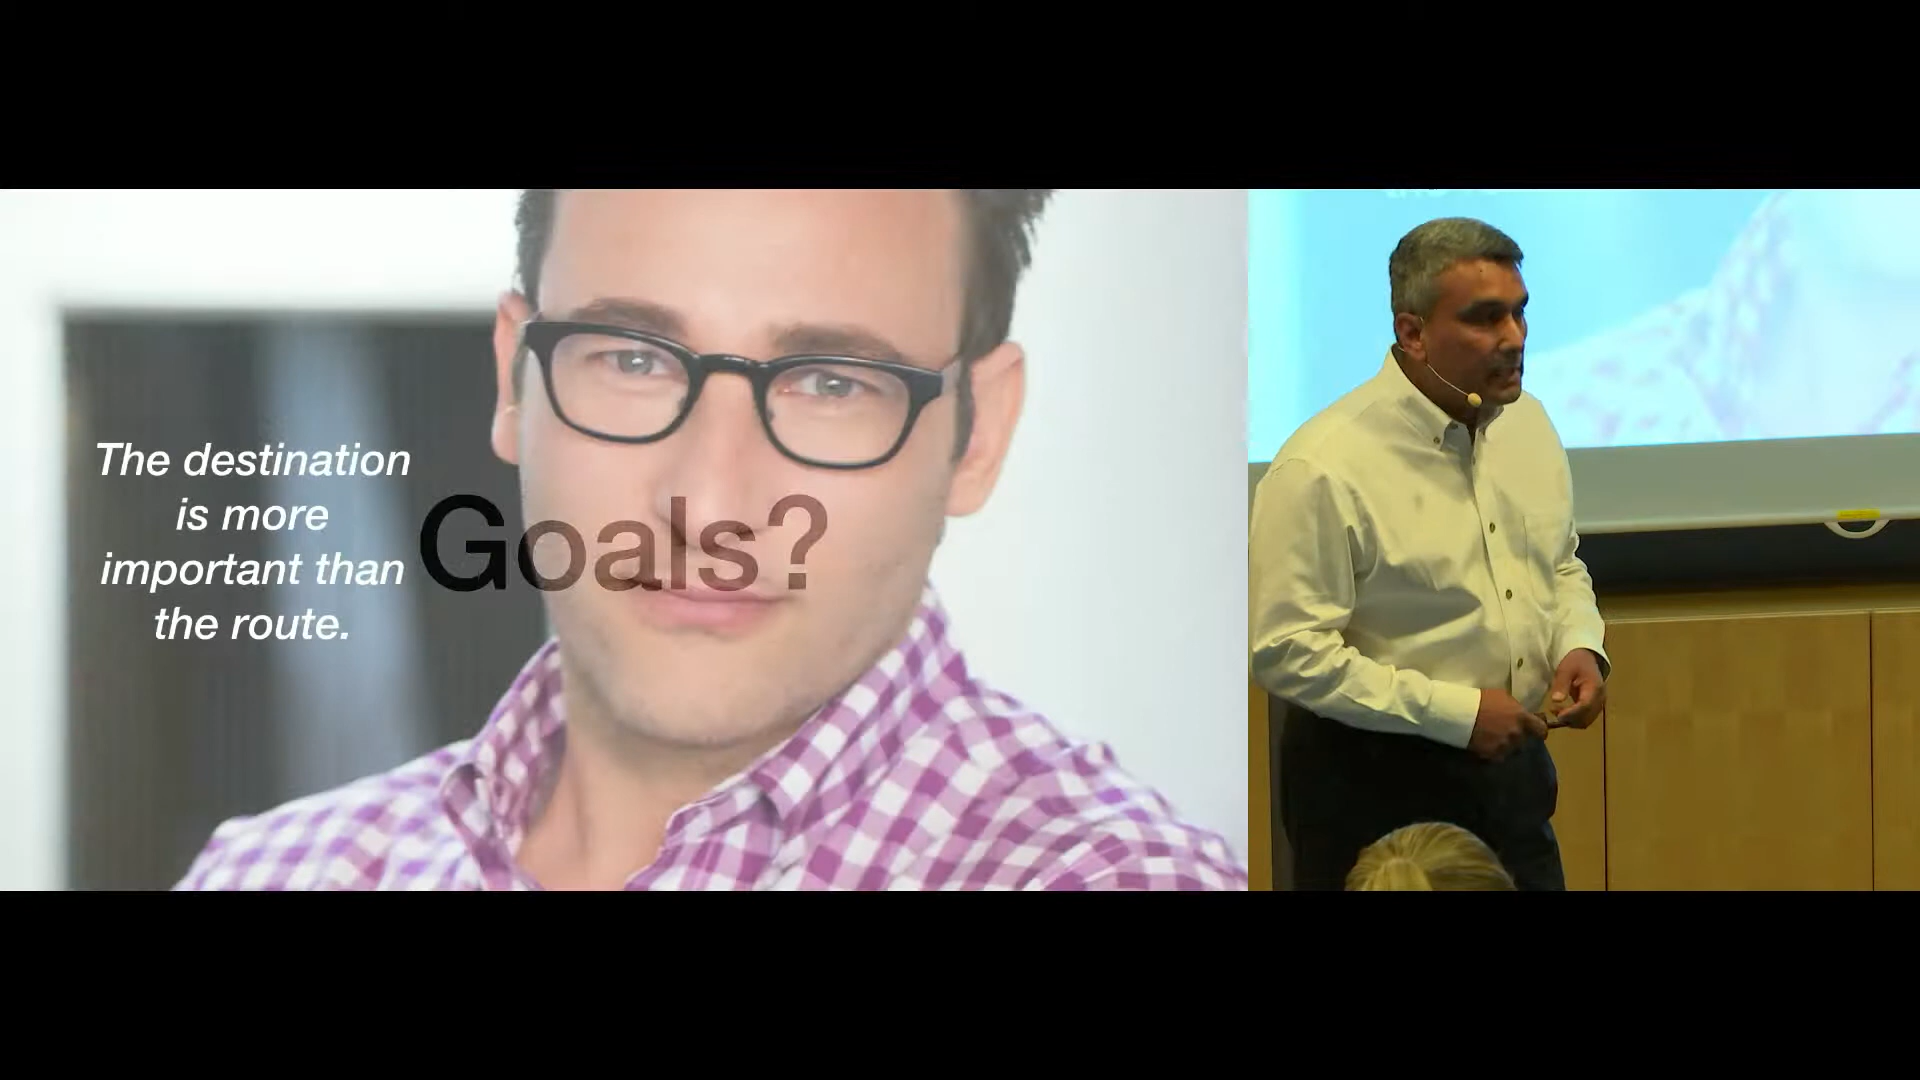 The destination
is more
important than
the route.
Goals?